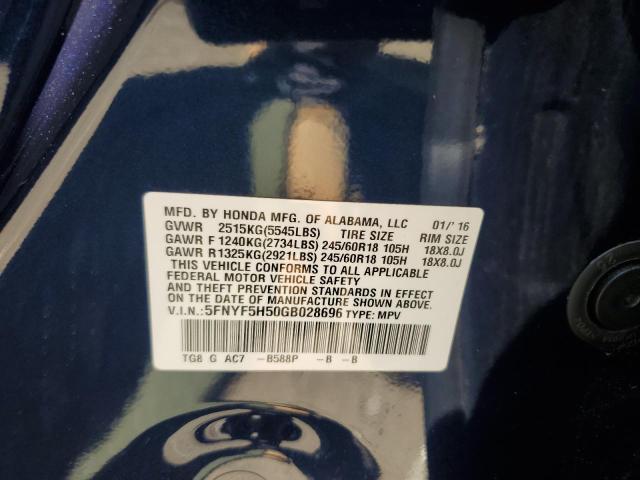 MFD. BY HONDA MFG. OF ALABAMA, LLC 01/'16
GVWR 2515KG(5545LBS) TIRE SIZE RIM SIZE
GAWR F 1240KG(2734LBS) 245/60R18 105H 18X8.0J
GAWR R1325KG(2921LBS) 245/60R18 105H 18X8.0J
THIS VEHICLE CONFORMS TO ALL APPLICABLE
FEDERAL MOTOR VEHICLE SAFETY
AND THEFT PREVENTION STANDARDS IN EFFECT
ON THE DATE OF MANUFACTURE SHOWN ABOVE.
V.I.N.:5FNYF5H50GB028696 TYPE: MPV
TG8 G AC7 -B588P -B -B